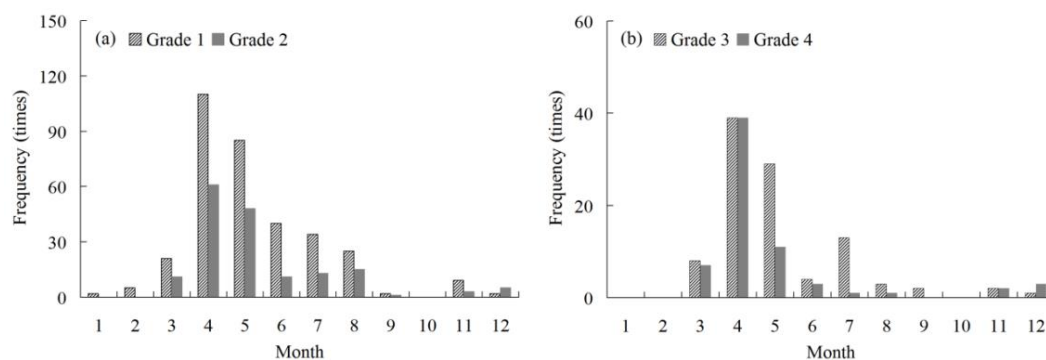 (a) Grade 1 Grade 2
Frequency (times)
150
120
90
60
30
0
1 2 3 4 5 6 7 8 9 10 11 12
Month
(b) Grade 3 Grade 4
Frequency (times)
60
40
20
0
1 2 3 4 5 6 7 8 9 10 11 12
Month